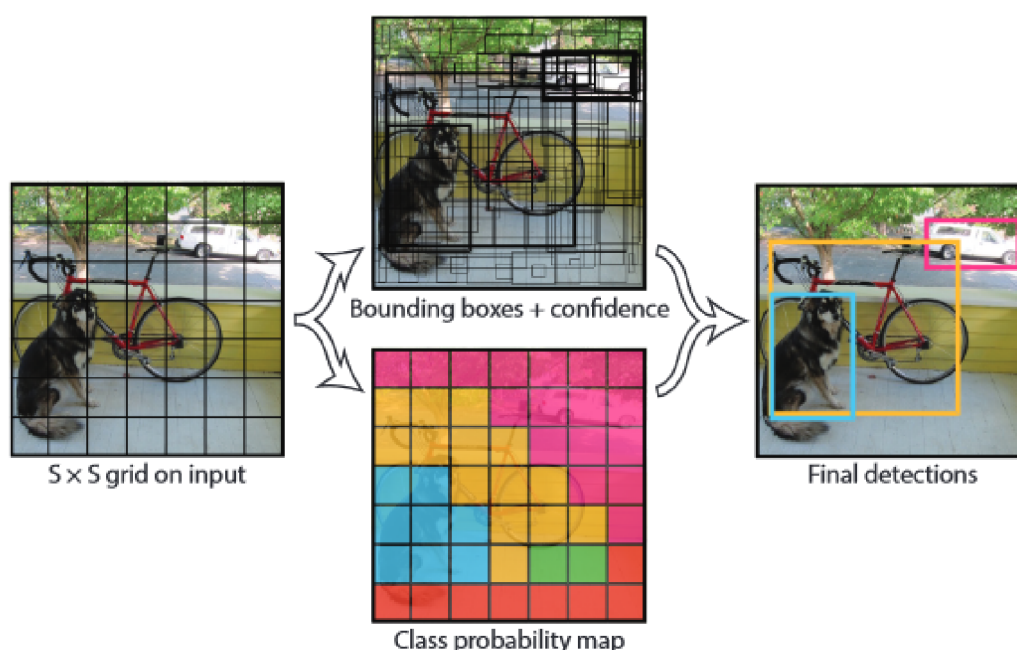 Bounding boxes + confidence
S × S grid on input
Final detections
Class probability map